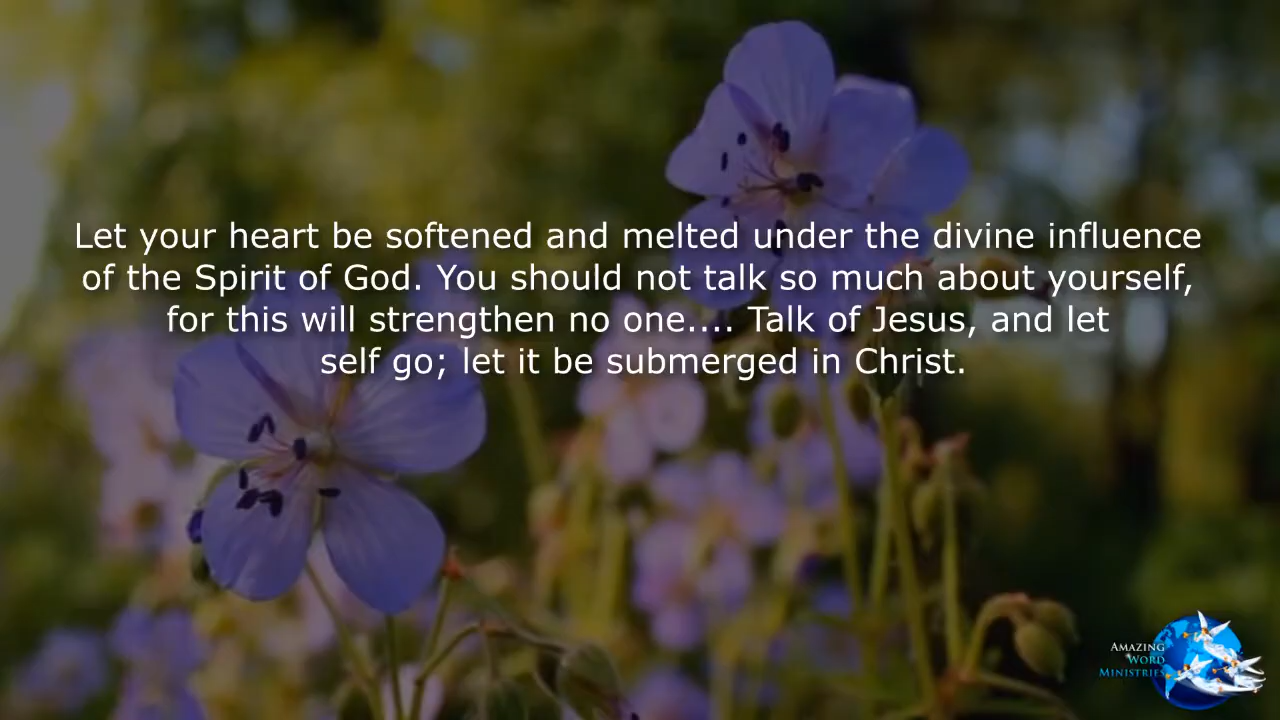 Let your heart be softened and melted under the divine influence
of the Spirit of God. You should not talk so much about yourself,
for this will strengthen no one.... Talk of Jesus, and let
self go; let it be submerged in Christ.
AMAZING
WORD
MINISTRIES